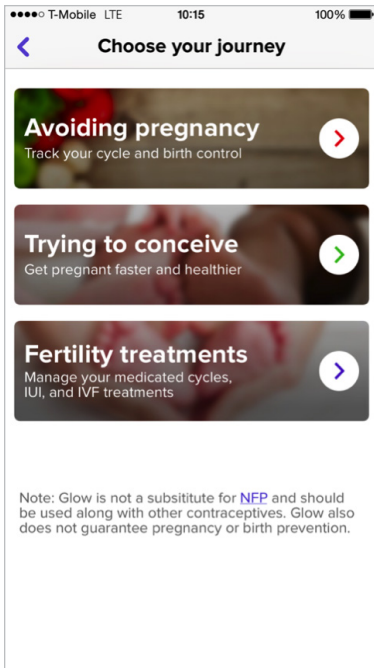 T-Mobile LTE 10:15 100%
Choose your journey
Avoiding pregnancy
Track your cycle and birth control
Trying to conceive
Get pregnant faster and healthier
Fertility treatments
Manage your medicated cycles,
IUI, and IVF treatments
Note: Glow is not a subsititute for NFP and should
be used along with other contraceptives. Glow also
does not guarantee pregnancy or birth prevention.